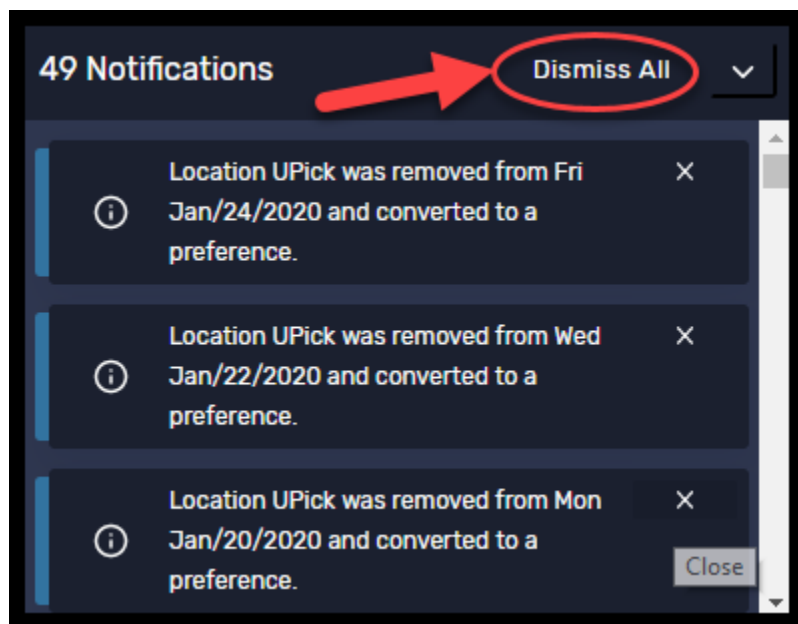 49 Notifications
Dismiss All
Location UPick was removed from Fri
Jan/24/2020 and converted to a
preference.
Location UPick was removed from Wed
Jan/22/2020 and converted to a
preference.
Location UPick was removed from Mon
Jan/20/2020 and converted to a
preference.
Close